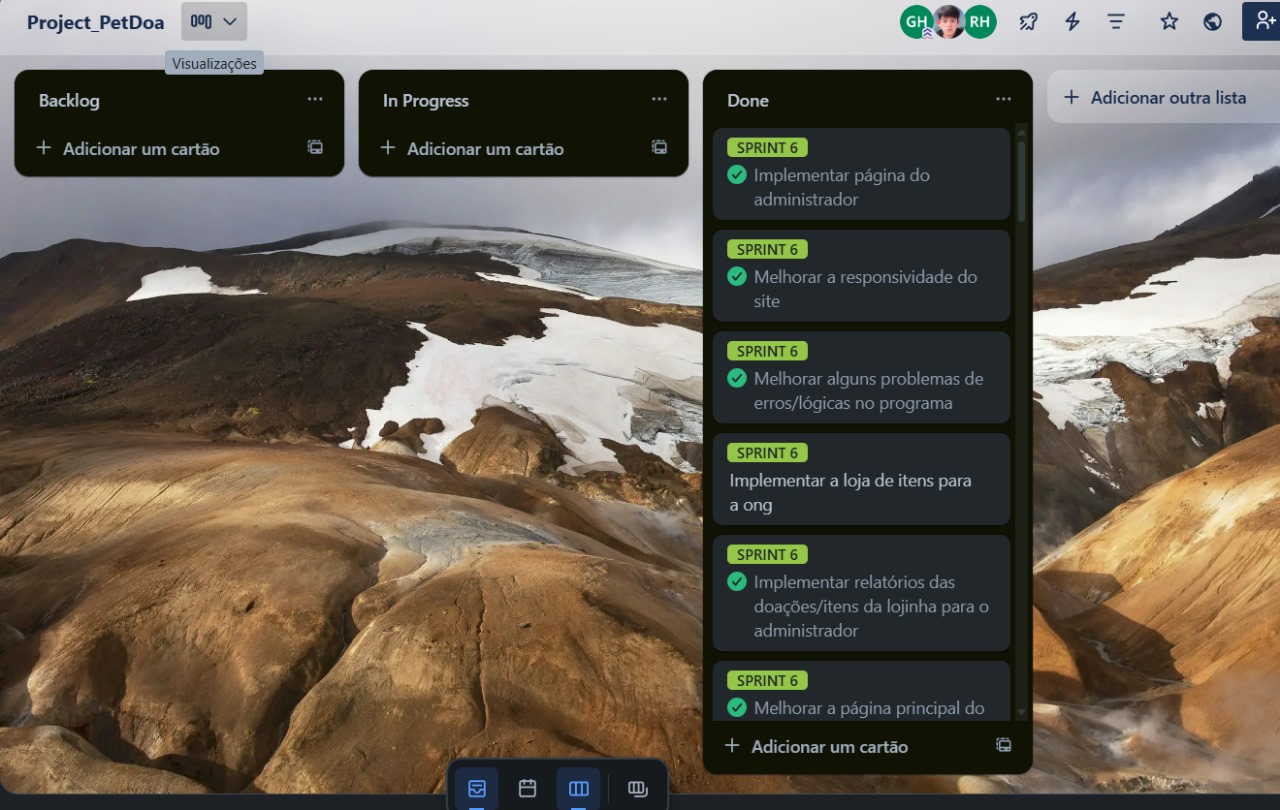 Project_PetDoa
GH
RH
Visualizações
Backlog
Adicionar um cartão
In Progress
Adicionar um cartão
Done
SPRINT 6
Implementar página do
administrador
SPRINT 6
Melhorar a responsividade do
site
SPRINT 6
Melhorar alguns problemas de
erros/lógicas no programa
SPRINT 6
Implementar a loja de itens para
a ong
SPRINT 6
Implementar relatórios das
doações/itens da lojinha para o
administrador
SPRINT 6
Melhorar a página principal do
Adicionar um cartão
Adicionar outra lista